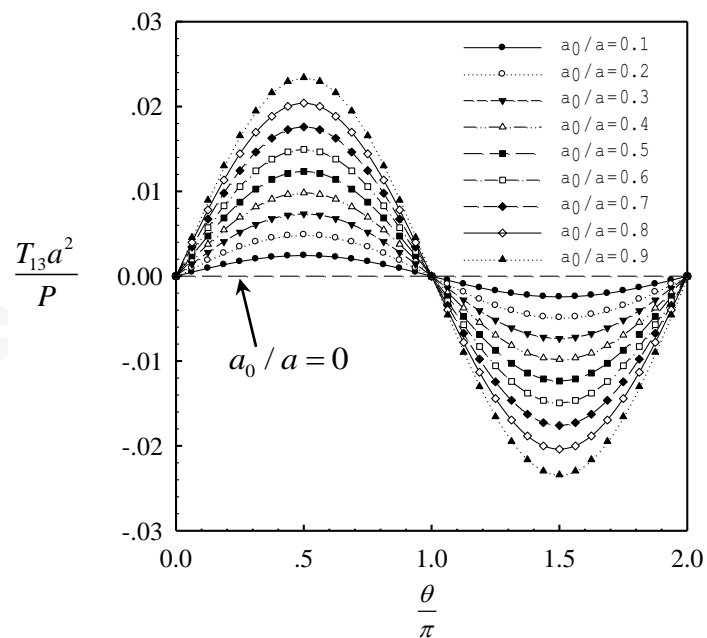 .03
.02
.01
0.00
-.01
-.02
-.03
T13a2
P
a0/a=0.1
a0/a=0.2
a0/a=0.3
a0/a=0.4
a0/a=0.5
a0/a=0.6
a0/a=0.7
a0/a=0.8
a0/a=0.9
a0 / a = 0
0.0 .5 1.0 1.5 2.0
θ
π